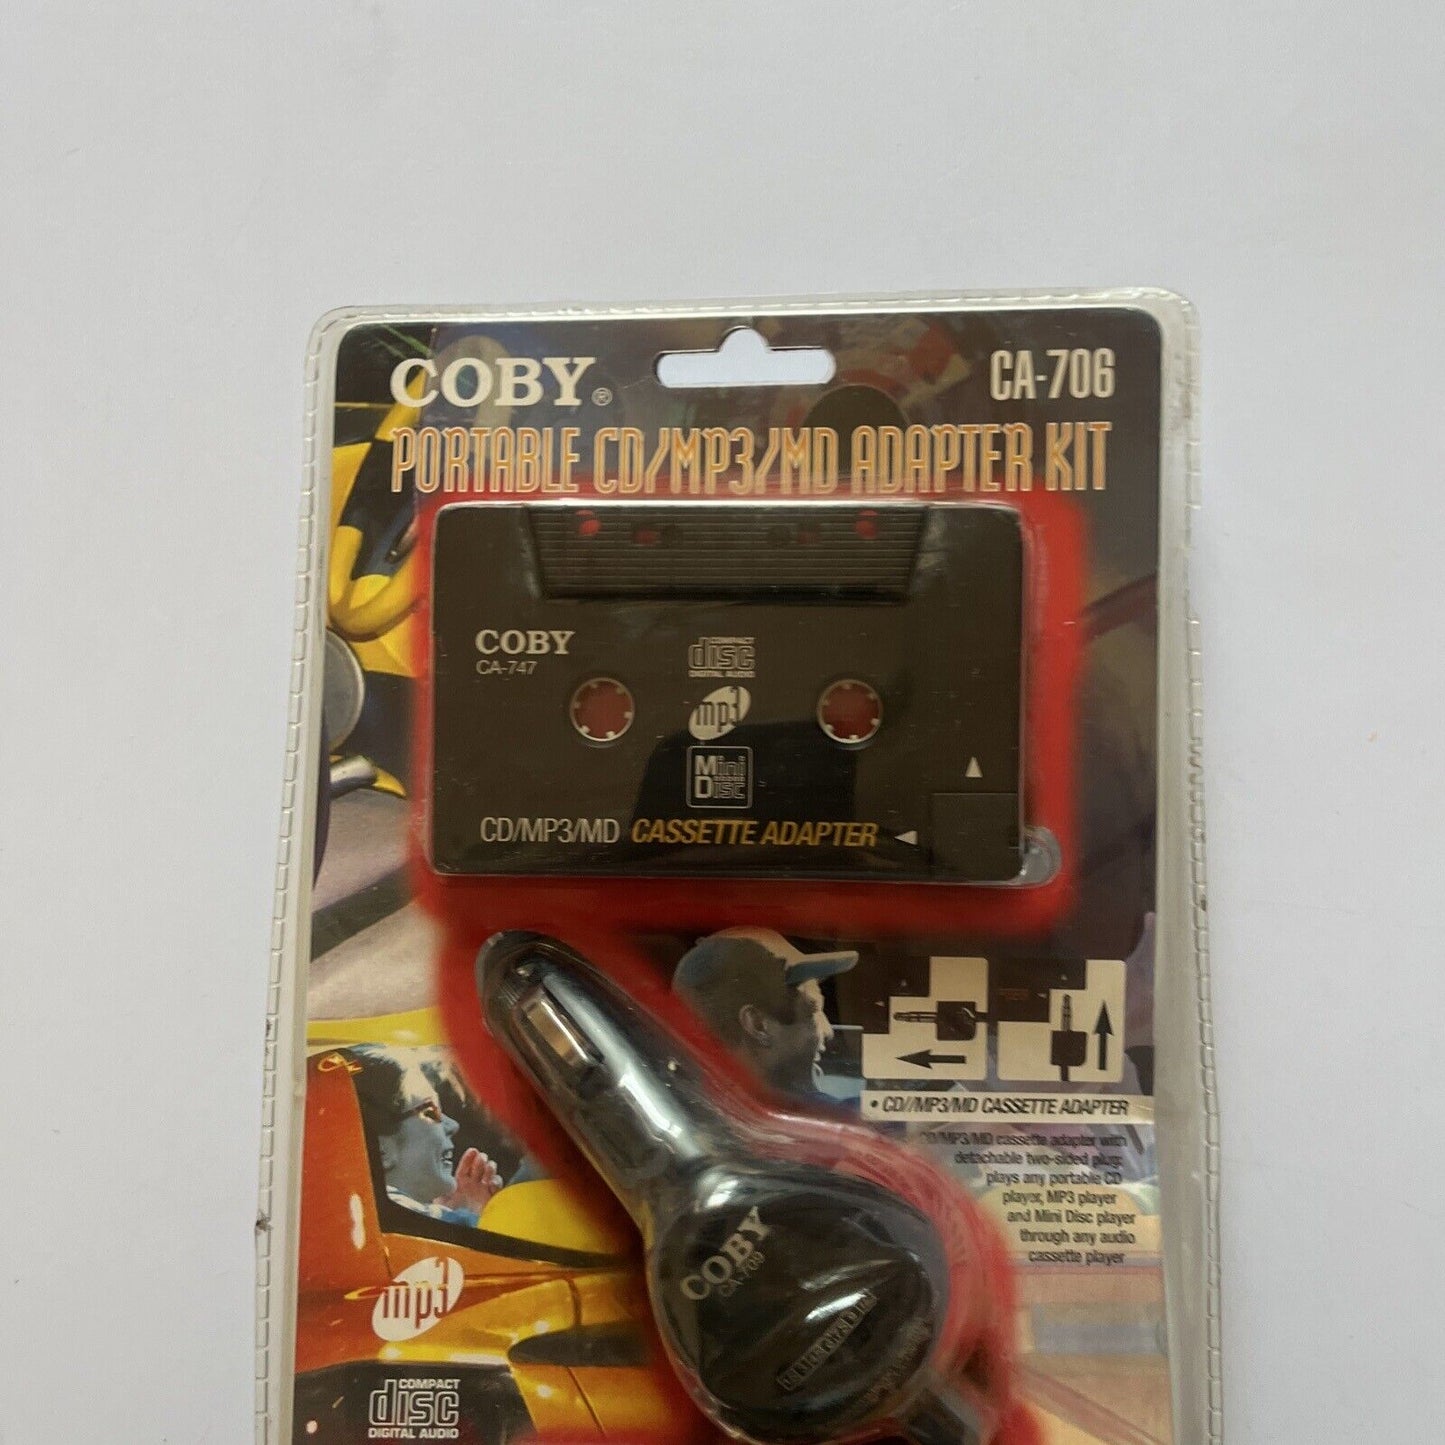 COBY®
CA-706
PORTABLE CD/MP3/MD ADAPTER KIT
COBY
CA-747
COMPACT
disc
DIGITAL AUDIO
mp3
Mini
Disc
CD/MP3/MD CASSETTE ADAPTER
• CD//MP3/MD CASSETTE ADAPTER
CD/MP3/MD cassette adapter with
detachable two-sided plug:
plays any portable CD
player, MP3 player
and Mini Disc player
through any audio
cassette player
COBY
CA-709
mp3
COMPACT
disc
DIGITAL AUDIO